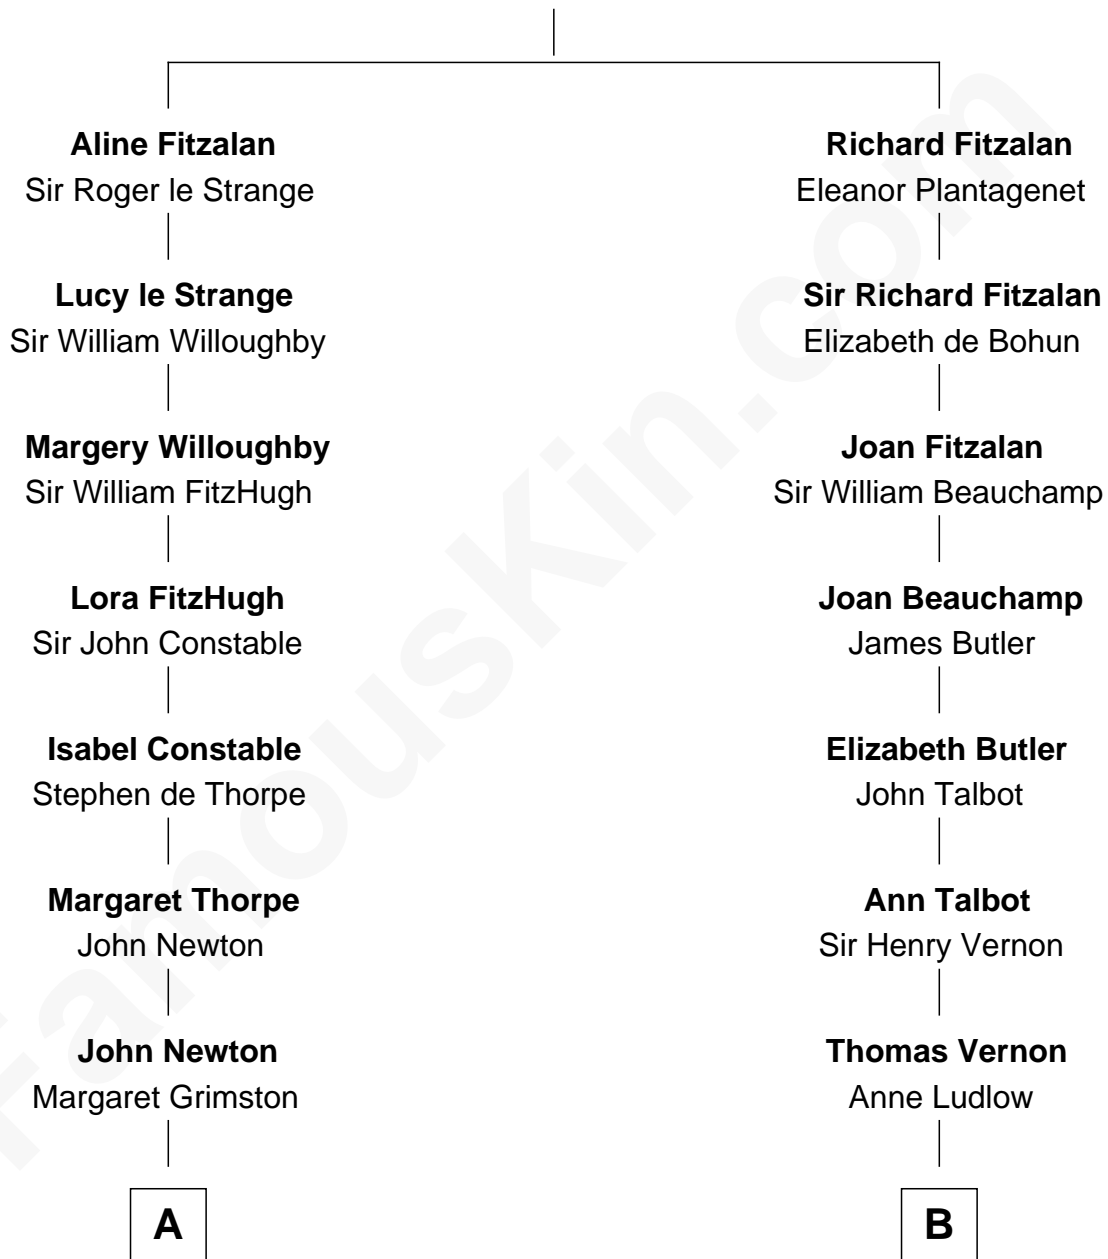 Aline Fitzalan
Sir Roger le Strange
Lucy le Strange
Sir William Willoughby
Margery Willoughby
Sir William FitzHugh
Lora FitzHugh
Sir John Constable
Isabel Constable
Stephen de Thorpe
Margaret Thorpe
John Newton
John Newton
Margaret Grimston
A
Richard Fitzalan
Eleanor Plantagenet
Sir Richard Fitzalan
Elizabeth de Bohun
Joan Fitzalan
Sir William Beauchamp
Joan Beauchamp
James Butler
Elizabeth Butler
John Talbot
Ann Talbot
Sir Henry Vernon
Thomas Vernon
Anne Ludlow
B
FamousKin.com